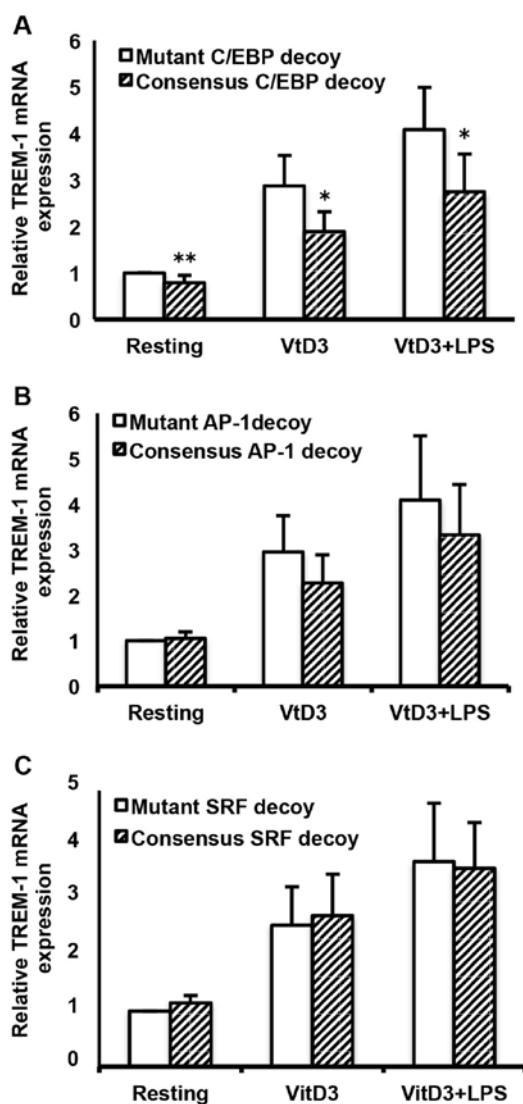 A
Relative TREM-1 mRNA
expression
6
5
4
3
2
1
0
Mutant C/EBP decoy
Consensus C/EBP decoy
**
*
*
Resting VtD3 VtD3+LPS
B
Relative TREM-1 mRNA
expression
6
5
4
3
2
1
0
Mutant AP-1decoy
Consensus AP-1 decoy
Resting VtD3 VtD3+LPS
C
Relative TREM-1 mRNA
expression
5
4
3
2
1
0
Mutant SRF decoy
Consensus SRF decoy
Resting VitD3 VitD3+LPS